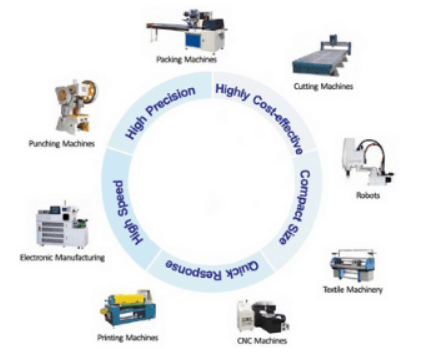 Packing Machines
Cutting Machines
High Precision
Highly Cost-effective
Punching Machines
Robots
High Speed
Compact Size
Electronic Manufacturing
Quick Response
Textile Machinery
Printing Machines
CNC Machines